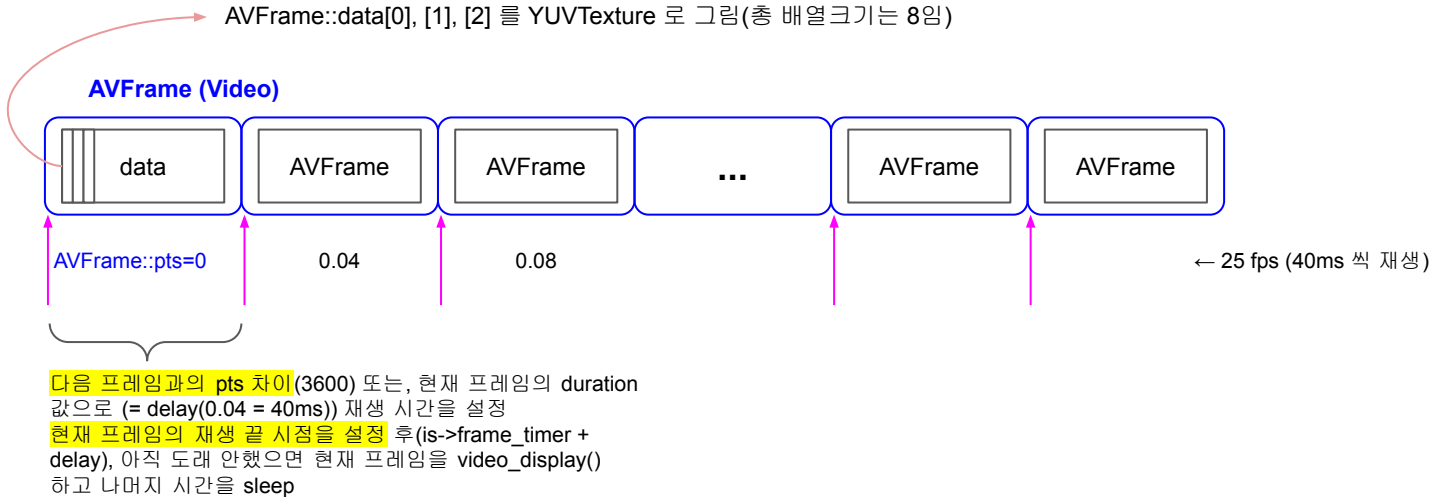 AVFrame::data[0], [1], [2] 를 YUVTexture 로 그림(총 배열크기는 8임)
AVFrame (Video)
data
AVFrame
AVFrame
...
AVFrame
AVFrame
AVFrame::pts=0
0.04
0.08
← 25 fps (40ms 씩 재생)
다음 프레임과의 pts 차이(3600) 또는, 현재 프레임의 duration
값으로 (= delay(0.04 = 40ms)) 재생 시간을 설정
현재 프레임의 재생 끝 시점을 설정 후(is->frame_timer +
delay), 아직 도래 안했으면 현재 프레임을 video_display()
하고 나머지 시간을 sleep